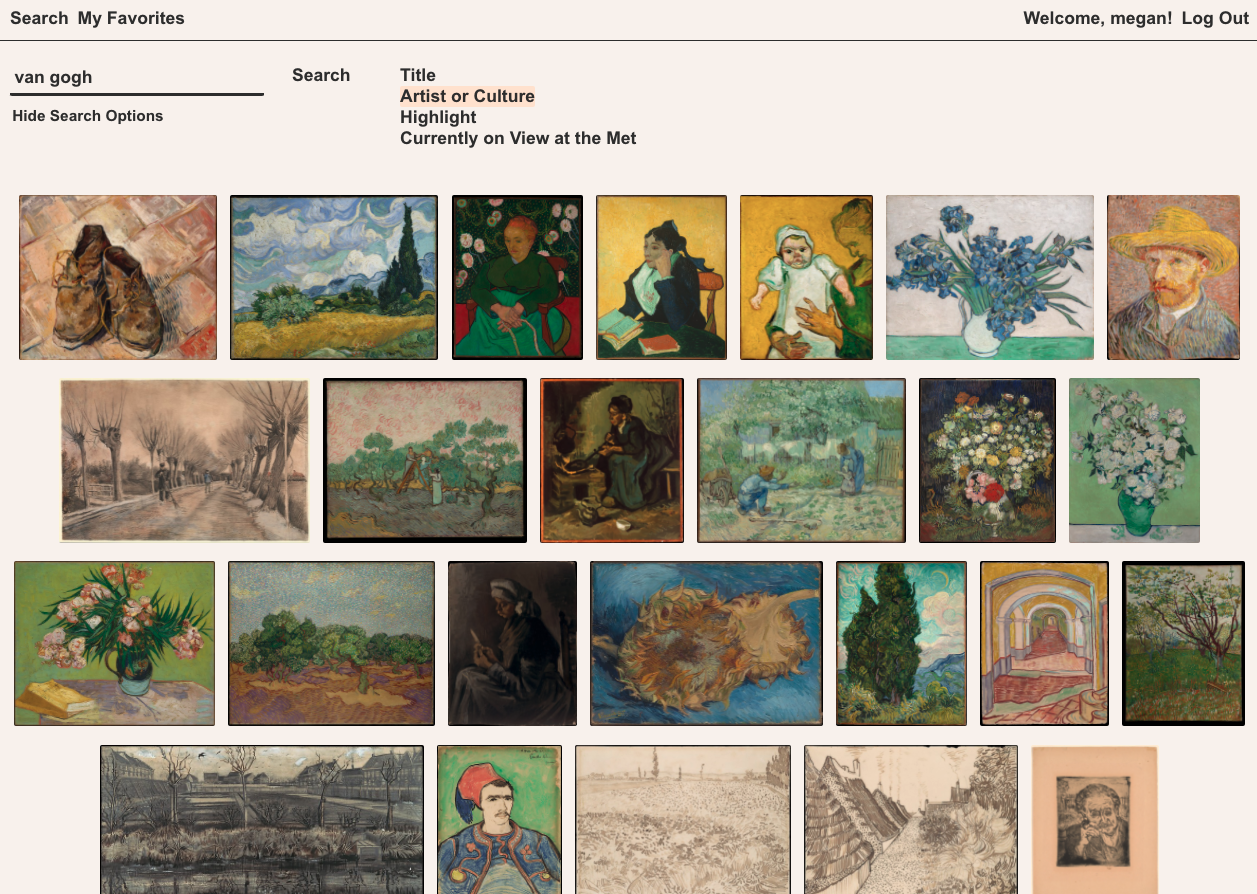 Search My Favorites
Welcome, megan! Log Out
van gogh
Search
Hide Search Options
Title
Artist or Culture
Highlight
Currently on View at the Met